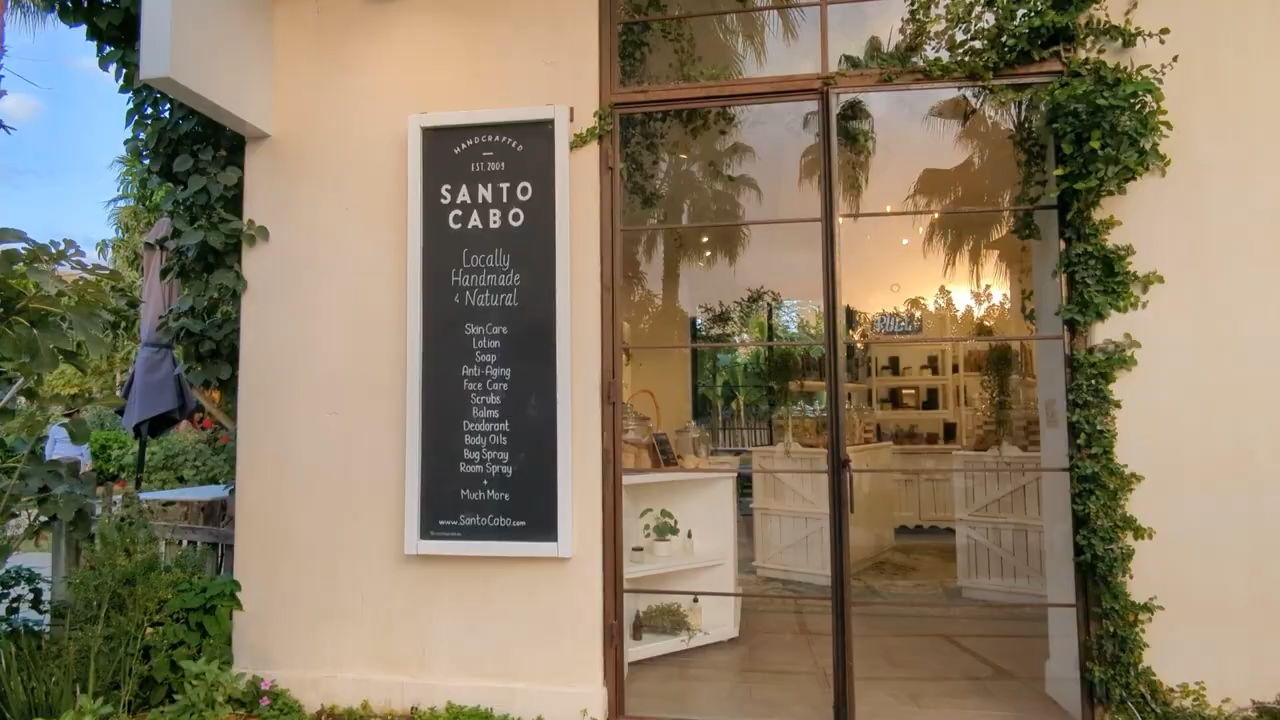 HANDCRAFTED
EST. 2009
SANTO
CABO
Locally
Handmade
& Natural
Skin Care
Lotion
Soap
Anti-Aging
Face Care
Scrubs
Balms
Deodorant
Body Oils
Bug Spray
Room Spray
+
Much More
www.SantoCabo.com